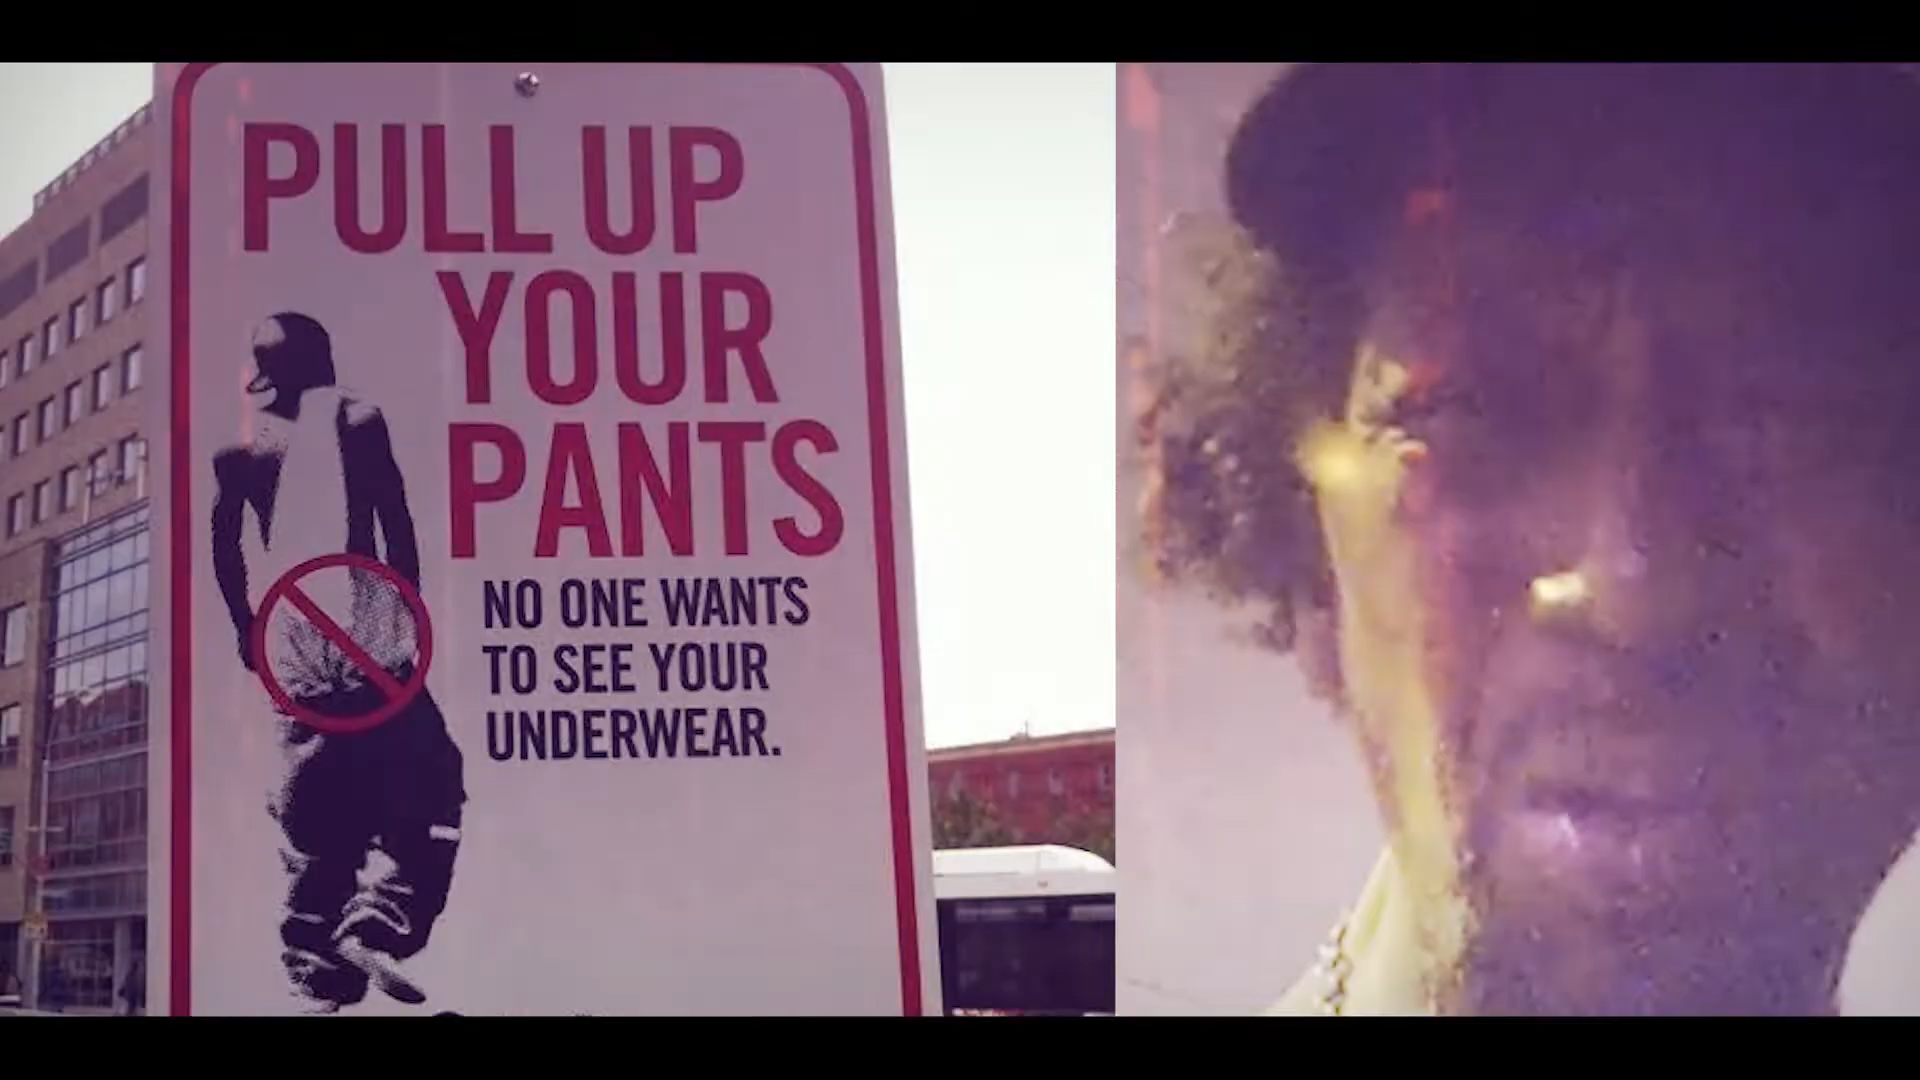 PULL UP
YOUR
PANTS
NO ONE WANTS
TO SEE YOUR
UNDERWEAR.